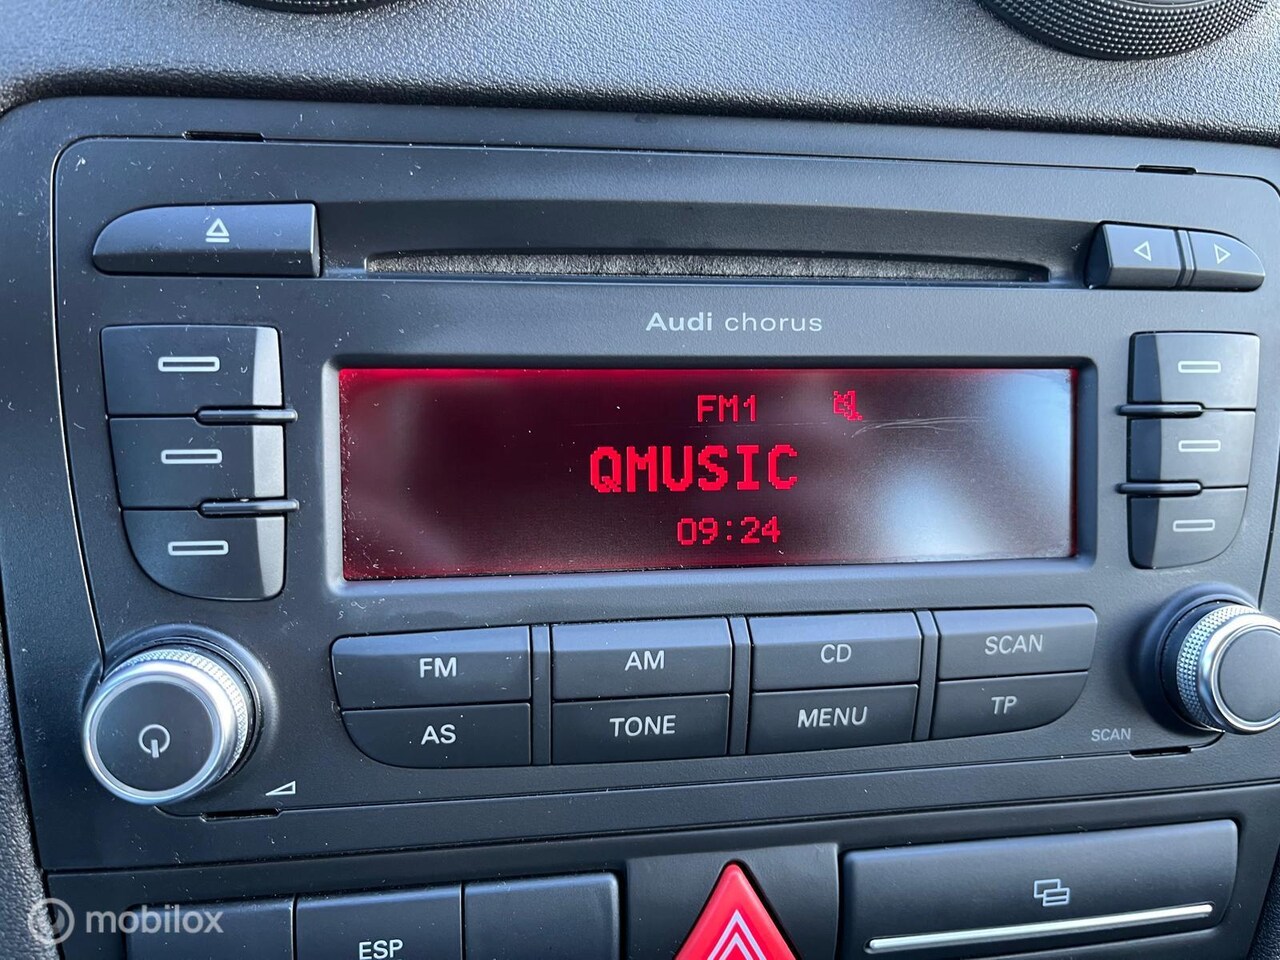 Audi chorus
FM1
QMUSIC
09:24
FM AM CD SCAN
AS TONE MENU TP
SCAN
ESP
mobilox